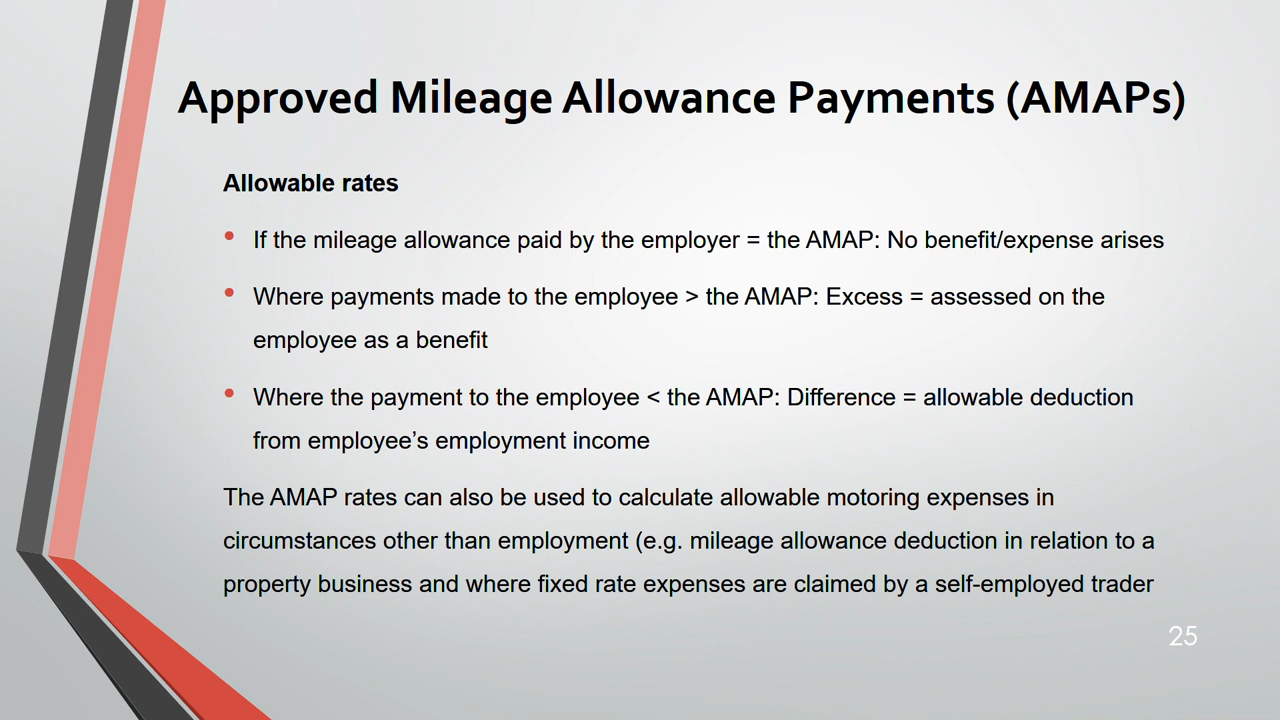 Approved Mileage Allowance Payments (AMAPs)
Allowable rates
• If the mileage allowance paid by the employer = the AMAP: No benefit/expense arises
• Where payments made to the employee > the AMAP: Excess = assessed on the
employee as a benefit
• Where the payment to the employee < the AMAP: Difference = allowable deduction
from employee’s employment income
The AMAP rates can also be used to calculate allowable motoring expenses in
circumstances other than employment (e.g. mileage allowance deduction in relation to a
property business and where fixed rate expenses are claimed by a self-employed trader
25